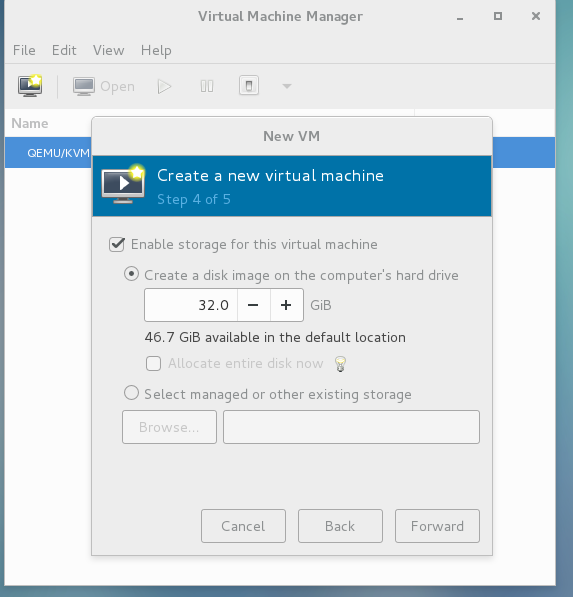 Virtual Machine Manager
File Edit View Help
Open
Name
QEMU/KVM
New VM
Create a new virtual machine
Step 4 of 5
Enable storage for this virtual machine
Create a disk image on the computer's hard drive
32.0 − + GiB
46.7 GiB available in the default location
Allocate entire disk now
Select managed or other existing storage
Browse...
Cancel Back Forward